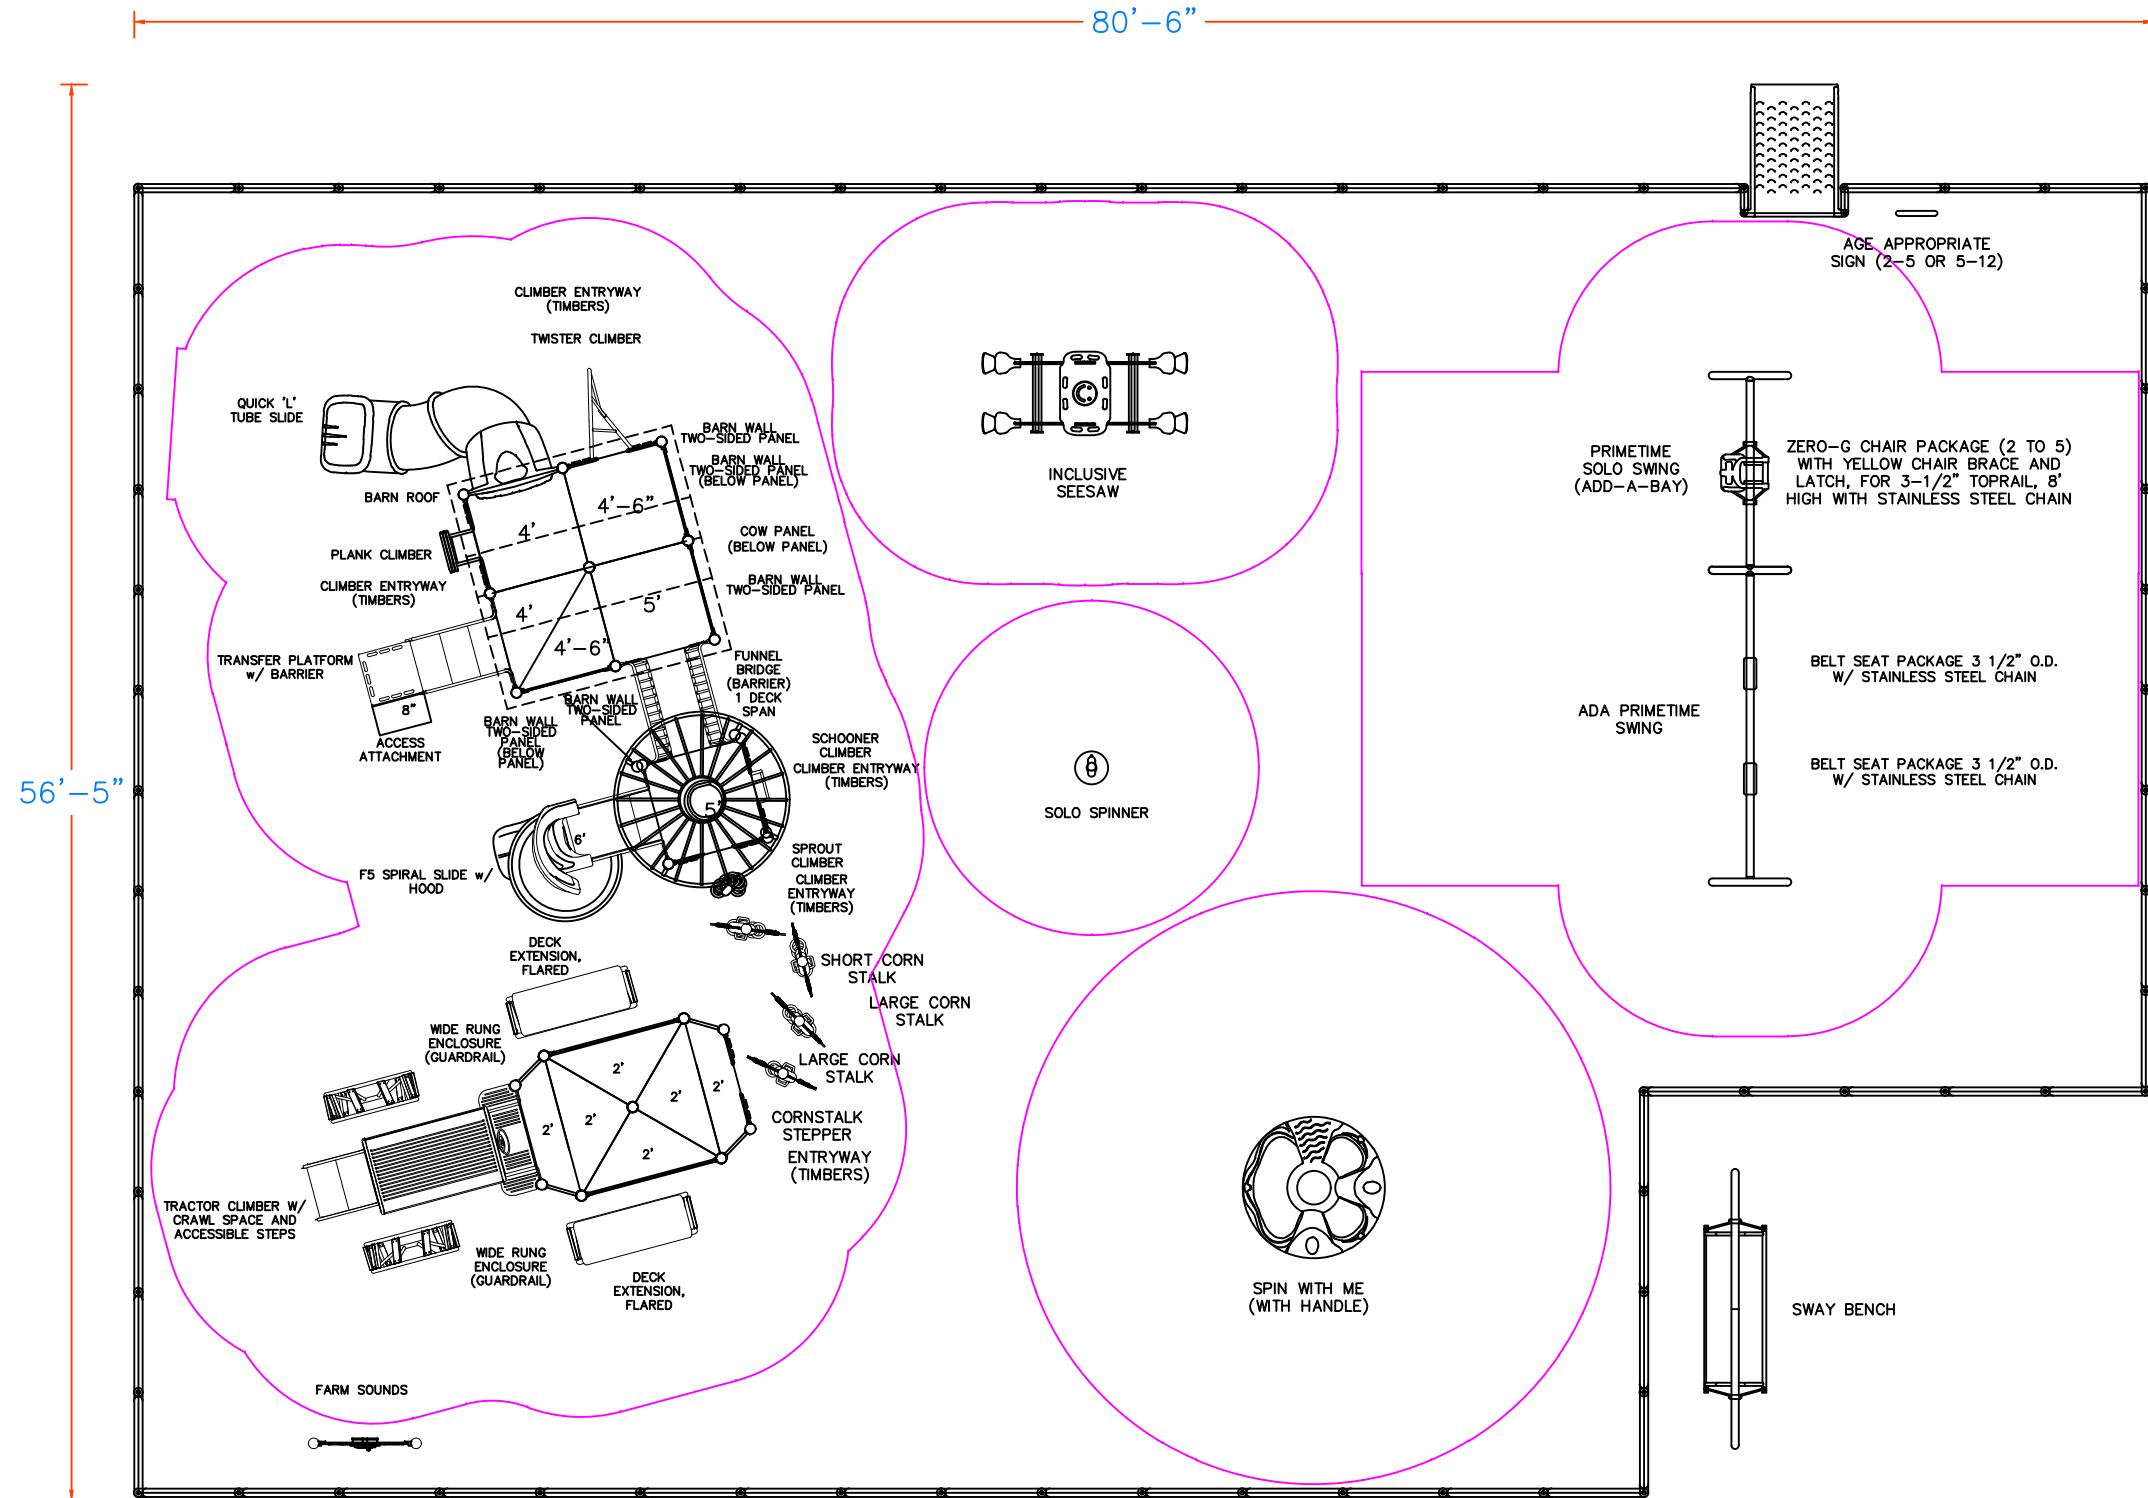 80'-6"
56'-5"
CLIMBER ENTRYWAY
(TIMBERS)
TWISTER CLIMBER
QUICK 'L'
TUBE SLIDE
BARN ROOF
PLANK CLIMBER
CLIMBER ENTRYWAY
(TIMBERS)
TRANSFER PLATFORM
w/ BARRIER
8"
ACCESS
ATTACHMENT
4'
4'-6"
4'
4'-6"
5'
BARN WALL
TWO-SIDED PANEL
BARN WALL
TWO-SIDED PANEL
(BELOW PANEL)
COW PANEL
(BELOW PANEL)
BARN WALL
TWO-SIDED PANEL
FUNNEL
BRIDGE
(BARRIER)
1 DECK
SPAN
BARN WALL
TWO-SIDED
PANEL
BARN WALL
TWO-SIDED
PANEL
(BELOW
PANEL)
SCHOONER
CLIMBER
CLIMBER ENTRYWAY
(TIMBERS)
5'
6'
F5 SPIRAL SLIDE w/
HOOD
SPROUT
CLIMBER
CLIMBER
ENTRYWAY
(TIMBERS)
DECK
EXTENSION,
FLARED
SHORT CORN
STALK
LARGE CORN
STALK
LARGE CORN
STALK
CORNSTALK
STEPPER
ENTRYWAY
(TIMBERS)
WIDE RUNG
ENCLOSURE
(GUARDRAIL)
2'
2'
2'
2'
2'
2'
TRACTOR CLIMBER W/
CRAWL SPACE AND
ACCESSIBLE STEPS
WIDE RUNG
ENCLOSURE
(GUARDRAIL)
DECK
EXTENSION,
FLARED
FARM SOUNDS
INCLUSIVE
SEESAW
SOLO SPINNER
SPIN WITH ME
(WITH HANDLE)
AGE APPROPRIATE
SIGN (2-5 OR 5-12)
PRIMETIME
SOLO SWING
(ADD-A-BAY)
ZERO-G CHAIR PACKAGE (2 TO 5)
WITH YELLOW CHAIR BRACE AND
LATCH, FOR 3-1/2" TOPRAIL, 8'
HIGH WITH STAINLESS STEEL CHAIN
BELT SEAT PACKAGE 3 1/2" O.D.
W/ STAINLESS STEEL CHAIN
ADA PRIMETIME
SWING
BELT SEAT PACKAGE 3 1/2" O.D.
W/ STAINLESS STEEL CHAIN
SWAY BENCH